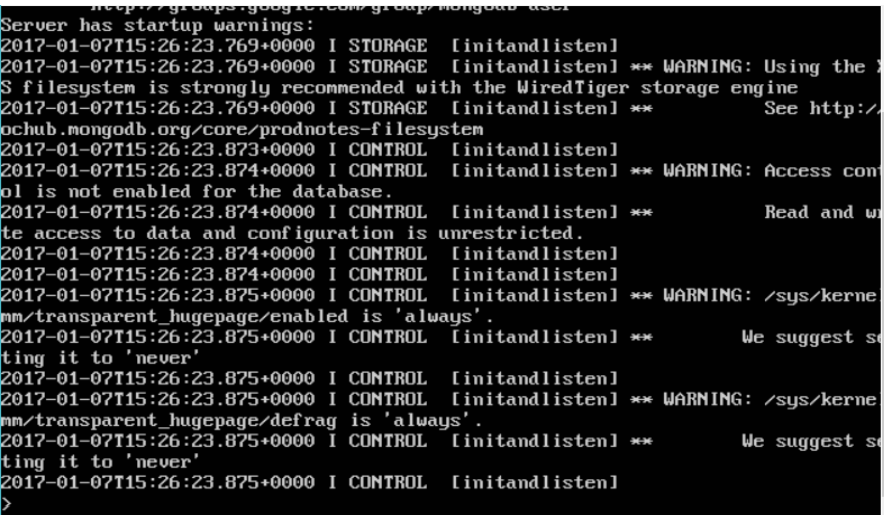 http://groups.google.com/group/mongodb-user
Server has startup warnings:
2017-01-07T15:26:23.769+0000 I STORAGE  [initandlisten]
2017-01-07T15:26:23.769+0000 I STORAGE  [initandlisten] ** WARNING: Using the
S filesystem is strongly recommended with the WiredTiger storage engine
2017-01-07T15:26:23.769+0000 I STORAGE  [initandlisten] **          See http:/
ochub.mongodb.org/core/prodnotes-filesystem
2017-01-07T15:26:23.873+0000 I CONTROL  [initandlisten]
2017-01-07T15:26:23.874+0000 I CONTROL  [initandlisten] ** WARNING: Access cont
ol is not enabled for the database.
2017-01-07T15:26:23.874+0000 I CONTROL  [initandlisten] **          Read and w
te access to data and configuration is unrestricted.
2017-01-07T15:26:23.874+0000 I CONTROL  [initandlisten]
2017-01-07T15:26:23.874+0000 I CONTROL  [initandlisten]
2017-01-07T15:26:23.875+0000 I CONTROL  [initandlisten] ** WARNING: /sys/kerne
mm/transparent_hugepage/enabled is 'always'.
2017-01-07T15:26:23.875+0000 I CONTROL  [initandlisten] **        We suggest se
ting it to 'never'
2017-01-07T15:26:23.875+0000 I CONTROL  [initandlisten]
2017-01-07T15:26:23.875+0000 I CONTROL  [initandlisten] ** WARNING: /sys/kerne
mm/transparent_hugepage/defrag is 'always'.
2017-01-07T15:26:23.875+0000 I CONTROL  [initandlisten] **        We suggest se
ting it to 'never'
2017-01-07T15:26:23.875+0000 I CONTROL  [initandlisten]
>